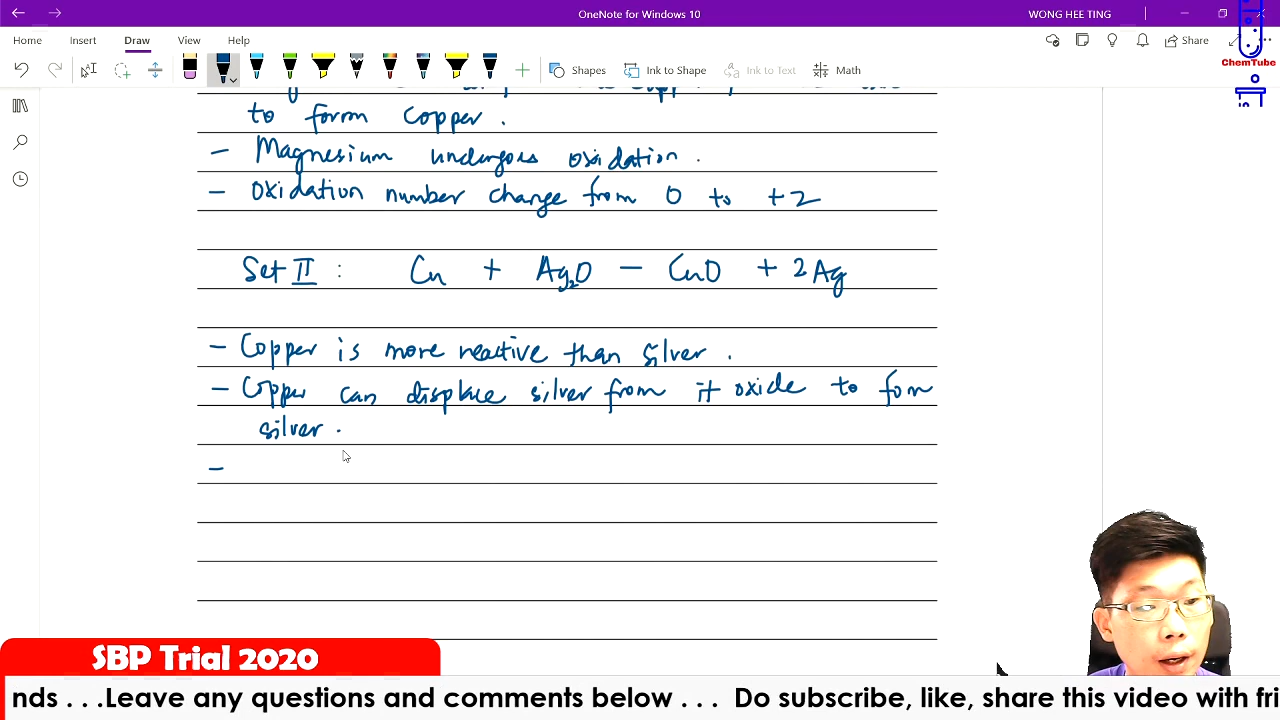 OneNote for Windows 10
WONG HEE TING
Home Insert Draw View Help
Share
Shapes Ink to Shape Ink to Text Math
ChemTube
to form copper.
- Magnesium undergoes oxidation.
- Oxidation number change from 0 to +2
Set II : Cu + Ag₂O – CuO + 2Ag
- Copper is more reactive than silver.
- Copper can displace silver from it oxide to form
silver.
-
SBP Trial 2020
nds . . .Leave any questions and comments below . . . Do subscribe, like, share this video with fri